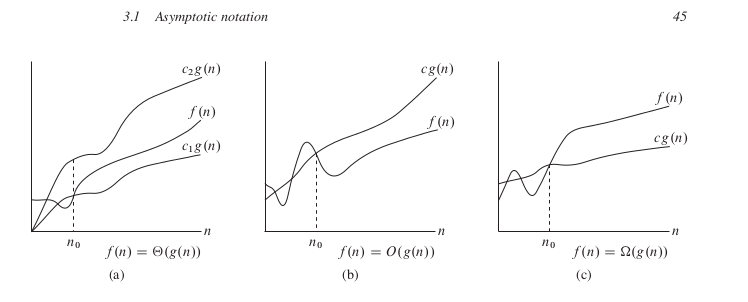 3.1 Asymptotic notation 45
c₂g(n)
f(n)
c₁g(n)
n
n₀
f(n) = Θ(g(n))
(a)
cg(n)
f(n)
n
n₀
f(n) = O(g(n))
(b)
f(n)
cg(n)
n
n₀
f(n) = Ω(g(n))
(c)